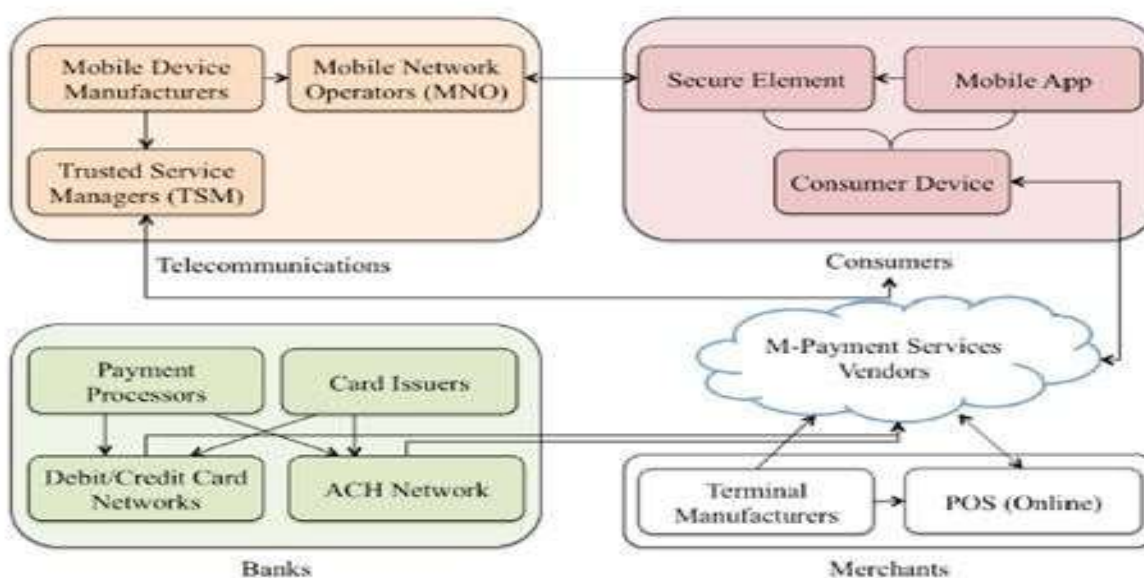 Mobile Device
Manufacturers
Mobile Network
Operators (MNO)
Trusted Service
Managers (TSM)
Telecommunications
Secure Element
Mobile App
Consumer Device
Consumers
M-Payment Services
Vendors
Payment
Processors
Card Issuers
Debit/Credit Card
Networks
ACH Network
Banks
Terminal
Manufacturers
POS (Online)
Merchants